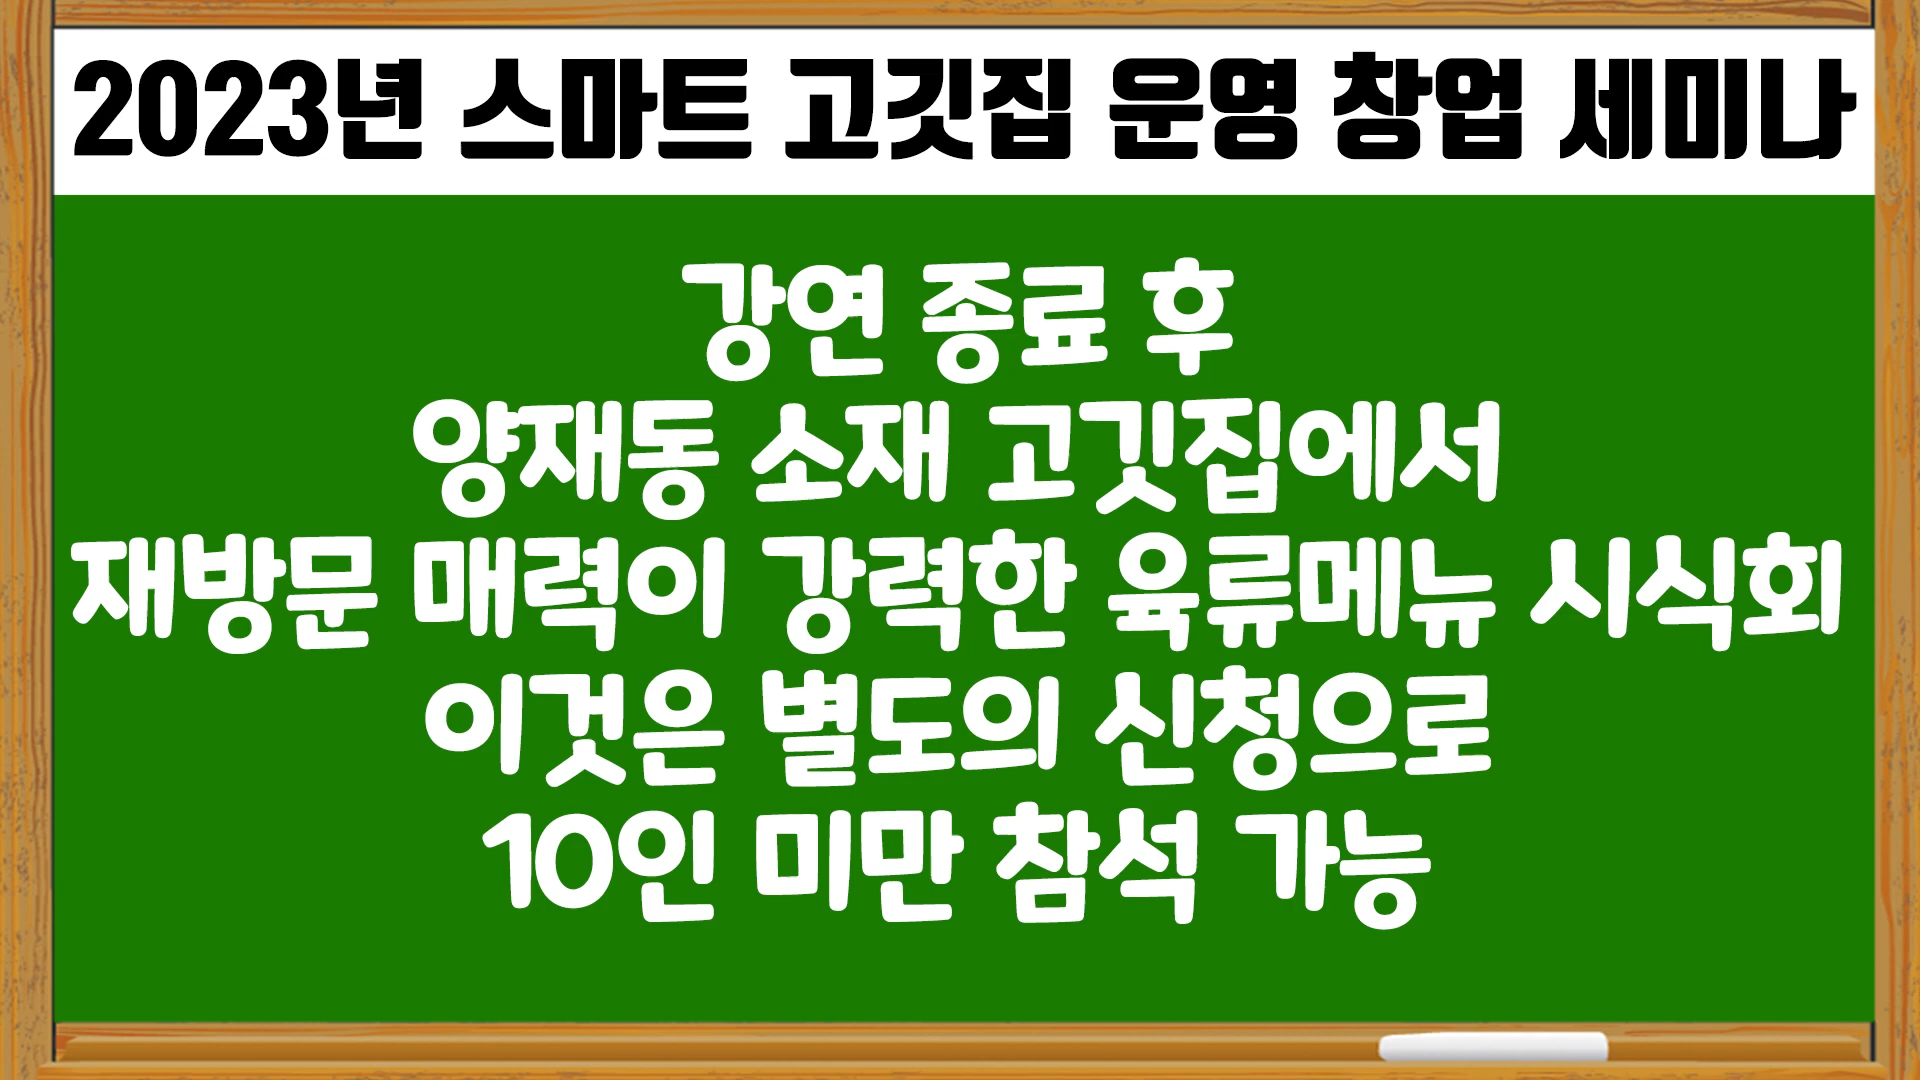 2023년 스마트 고깃집 운영 창업 세미나
강연 종료 후
양재동 소재 고깃집에서
재방문 매력이 강력한 육류메뉴 시식회
이것은 별도의 신청으로
10인 미만 참석 가능